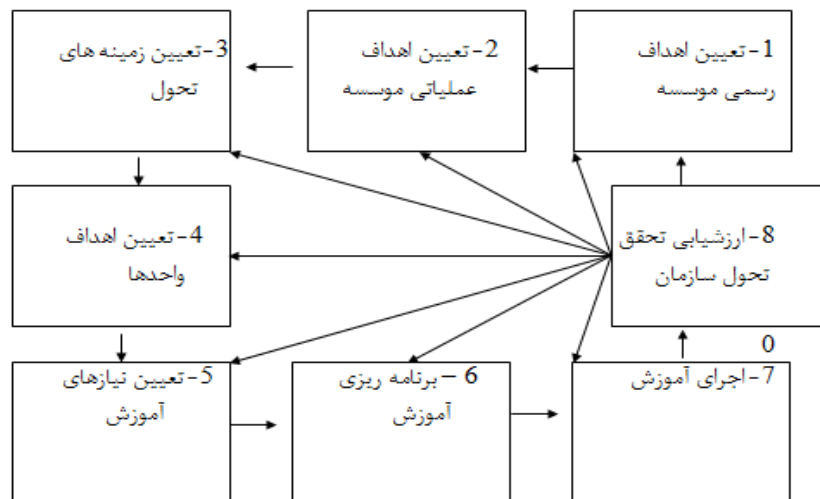 1-تعیین اهداف
رسمی موسسه
2-تعیین اهداف
عملیاتی موسسه
3-تعیین زمینه های
تحول
4-تعیین اهداف
واحدها
5-تعیین نیازهای
آموزش
6 – برنامه ریزی
آموزش
7-اجرای آموزش
8-ارزشیابی تحقق
تحول سازمان
0